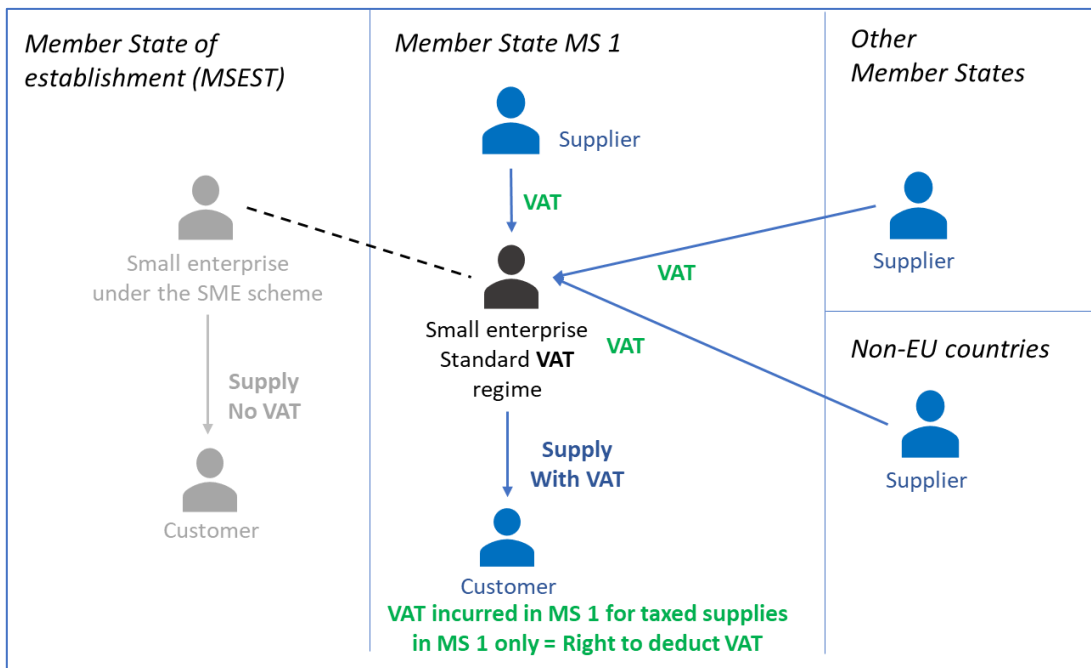 Member State of
establishment (MSEST)
Small enterprise
under the SME scheme
Supply
No VAT
Customer
Member State MS 1
Supplier
VAT
Small enterprise
Standard VAT
regime
VAT
VAT
Supply
With VAT
Customer
VAT incurred in MS 1 for taxed supplies
in MS 1 only = Right to deduct VAT
Other
Member States
Supplier
Non-EU countries
Supplier